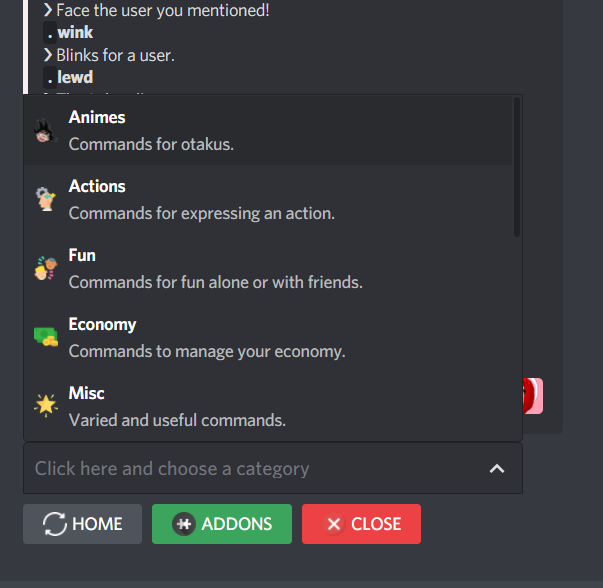 ❯ Face the user you mentioned!
. wink
❯ Blinks for a user.
. lewd
Animes
Commands for otakus.
Actions
Commands for expressing an action.
Fun
Commands for fun alone or with friends.
Economy
Commands to manage your economy.
Misc
Varied and useful commands.
Click here and choose a category
HOME ADDONS CLOSE